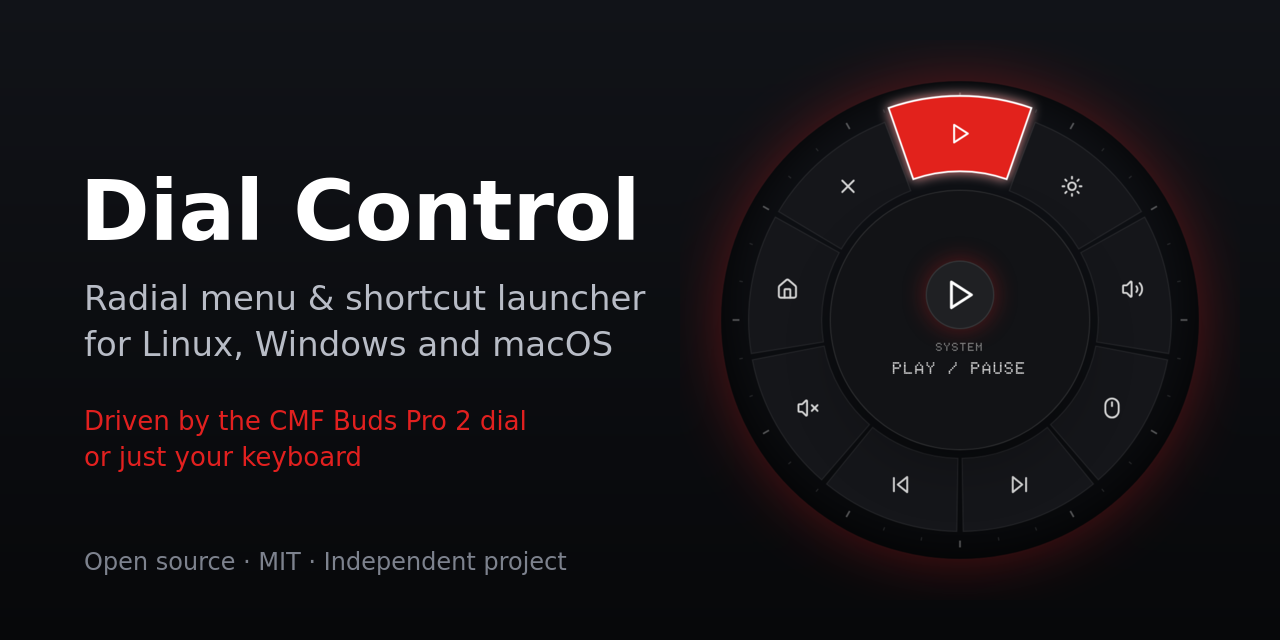 Dial Control
Radial menu & shortcut launcher
for Linux, Windows and macOS
Driven by the CMF Buds Pro 2 dial
or just your keyboard
Open source · MIT · Independent project
SYSTEM
PLAY / PAUSE